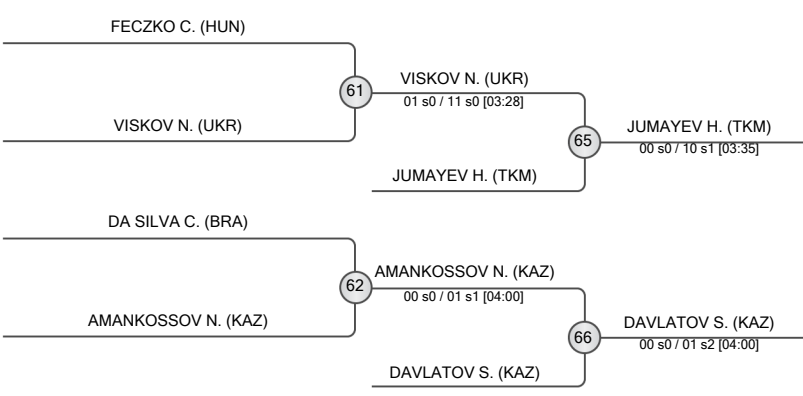 FECZKO C. (HUN)
61
VISKOV N. (UKR)
01 s0 / 11 s0 [03:28]
VISKOV N. (UKR)
65
JUMAYEV H. (TKM)
00 s0 / 10 s1 [03:35]
JUMAYEV H. (TKM)
DA SILVA C. (BRA)
62
AMANKOSSOV N. (KAZ)
00 s0 / 01 s1 [04:00]
AMANKOSSOV N. (KAZ)
66
DAVLATOV S. (KAZ)
00 s0 / 01 s2 [04:00]
DAVLATOV S. (KAZ)